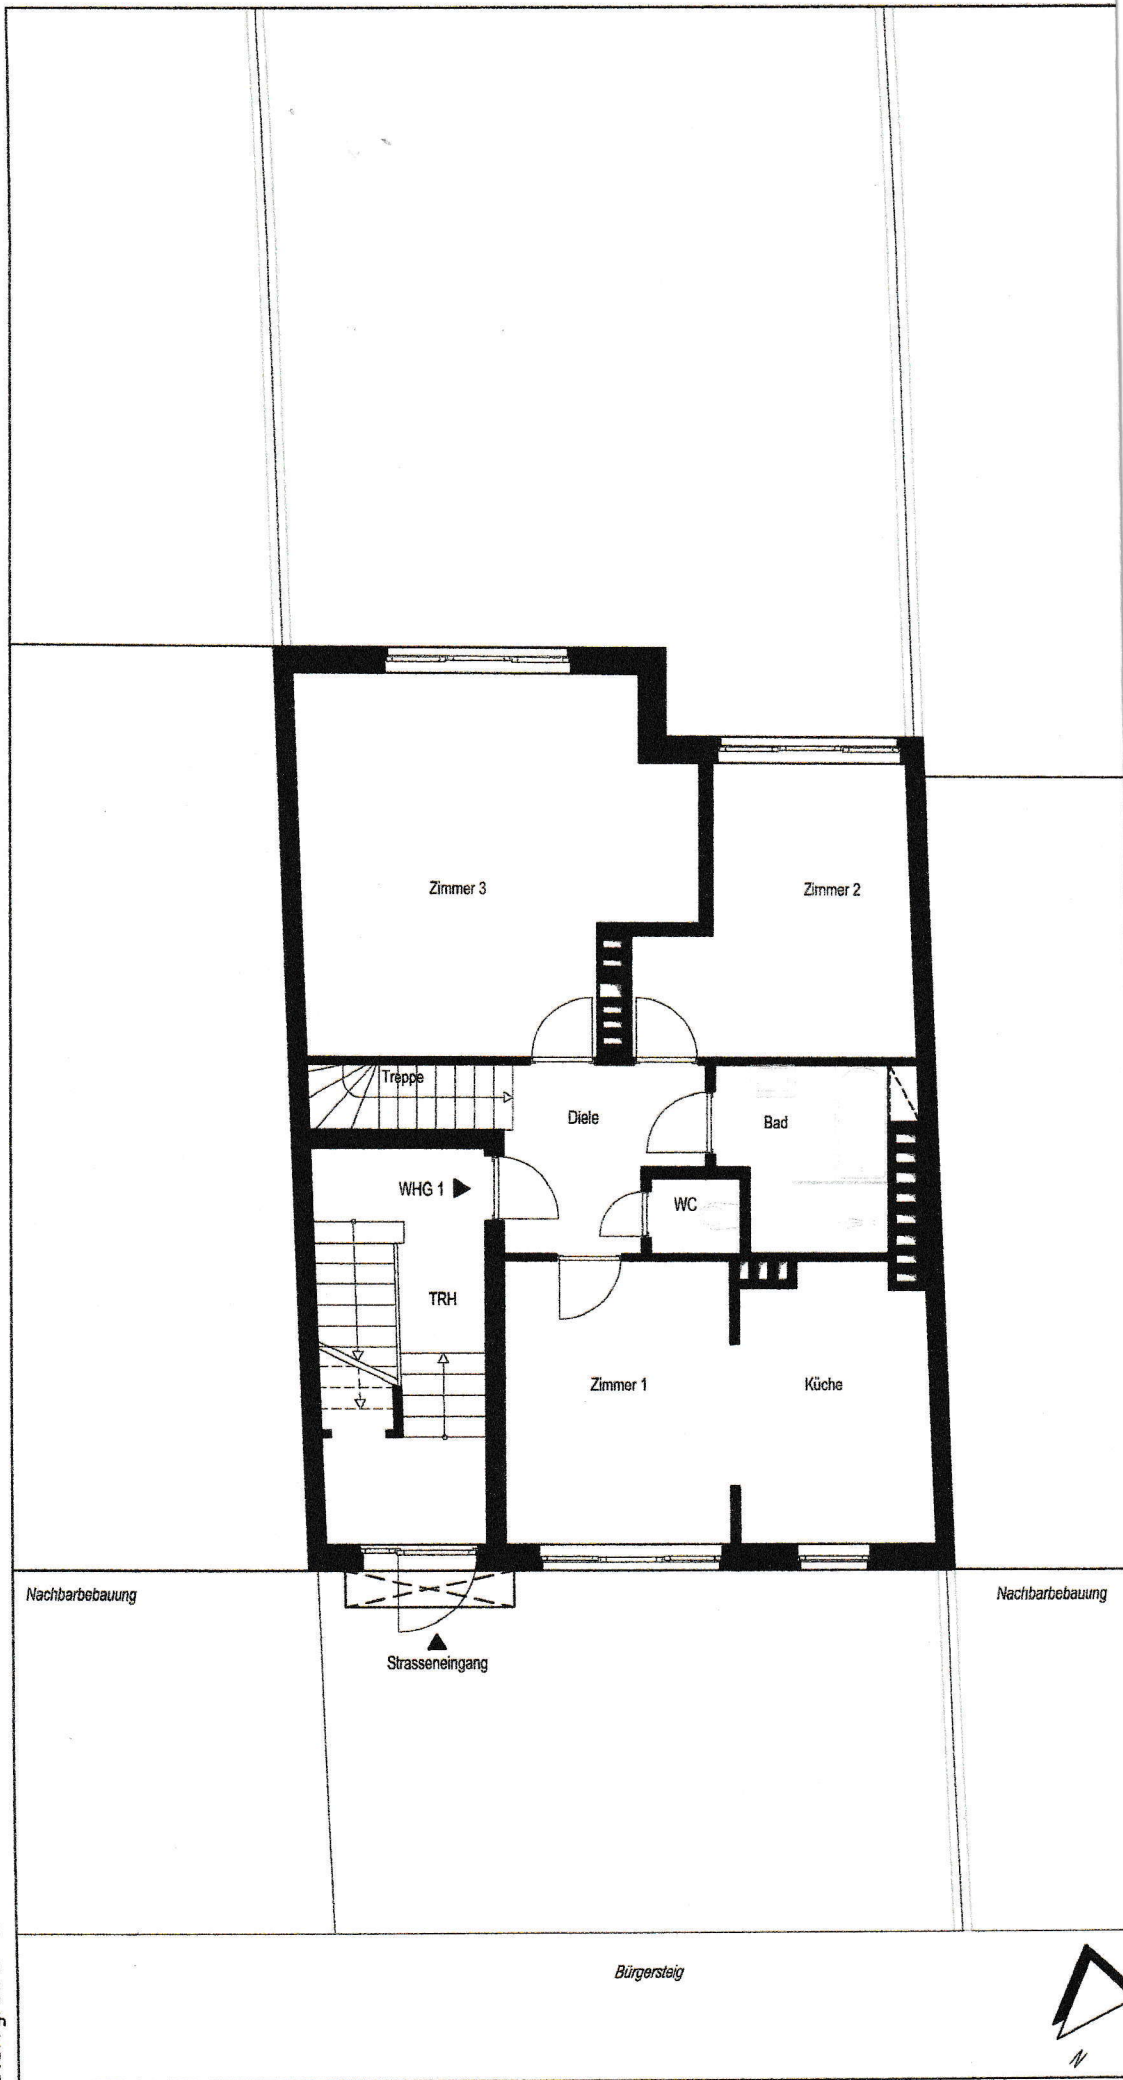 Zimmer 3
Zimmer 2
Treppe
Diele
Bad
WHG 1
WC
TRH
Zimmer 1
Küche
Nachbarbebauung
Nachbarbebauung
Strasseneingang
Bürgersteig
N